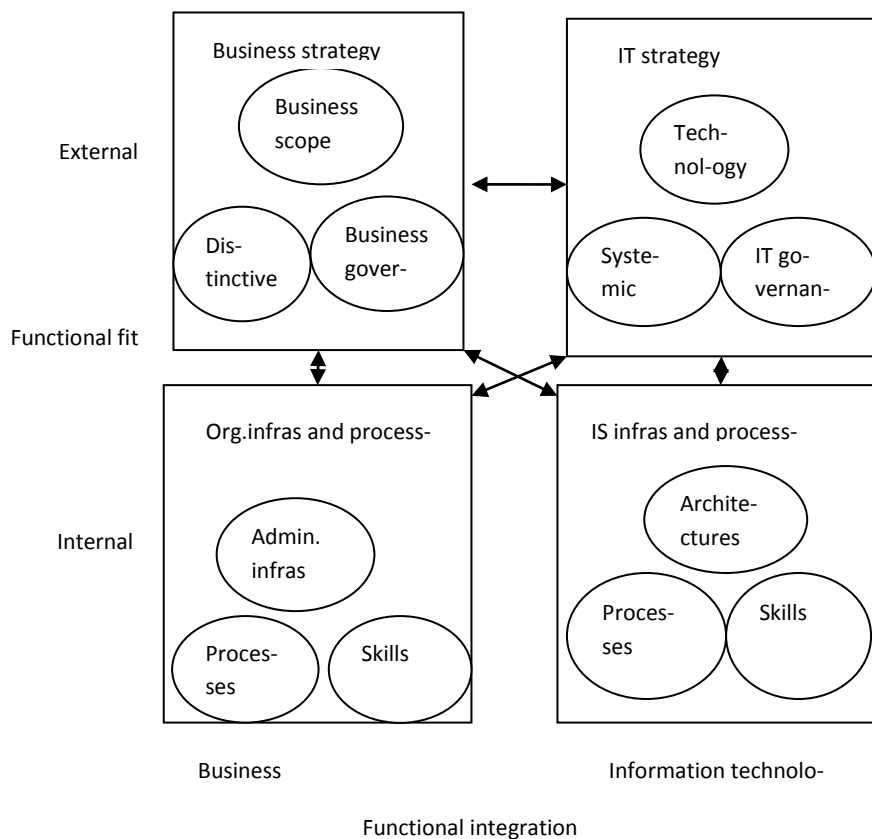 Business strategy
IT strategy
Business
scope
Tech-
nol-ogy
External
Dis-
tinctive
Business
gover-
Syste-
mic
IT go-
vernan-
Functional fit
Org.infras and process-
IS infras and process-
Archite-
ctures
Internal
Admin.
infras
Proces-
ses
Skills
Proces-
ses
Skills
Business
Information technolo-
Functional integration